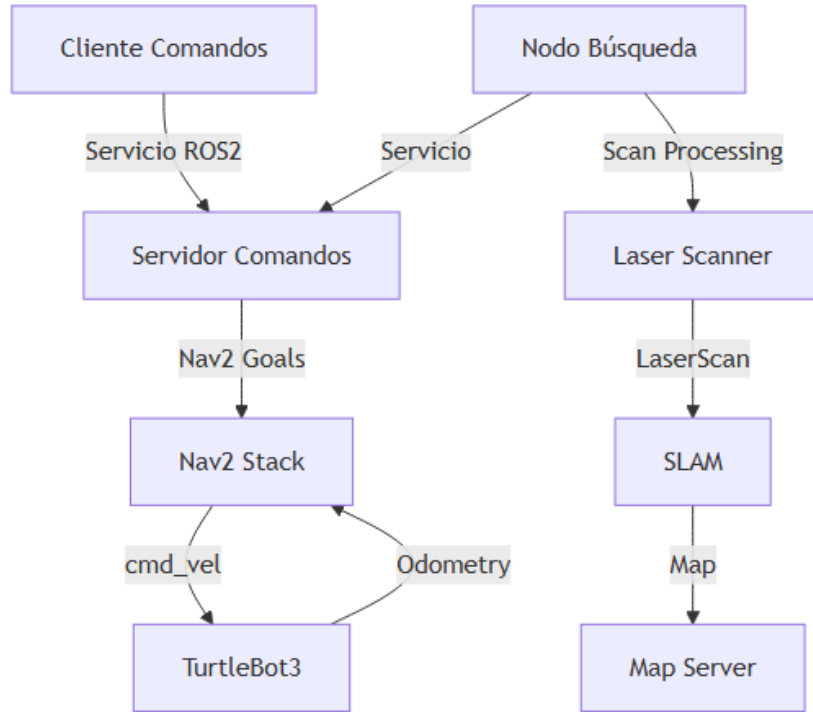 Cliente Comandos
Nodo Búsqueda
Servicio ROS2
Servicio
Scan Processing
Servidor Comandos
Laser Scanner
Nav2 Goals
LaserScan
Nav2 Stack
SLAM
cmd_vel
Odometry
Map
TurtleBot3
Map Server